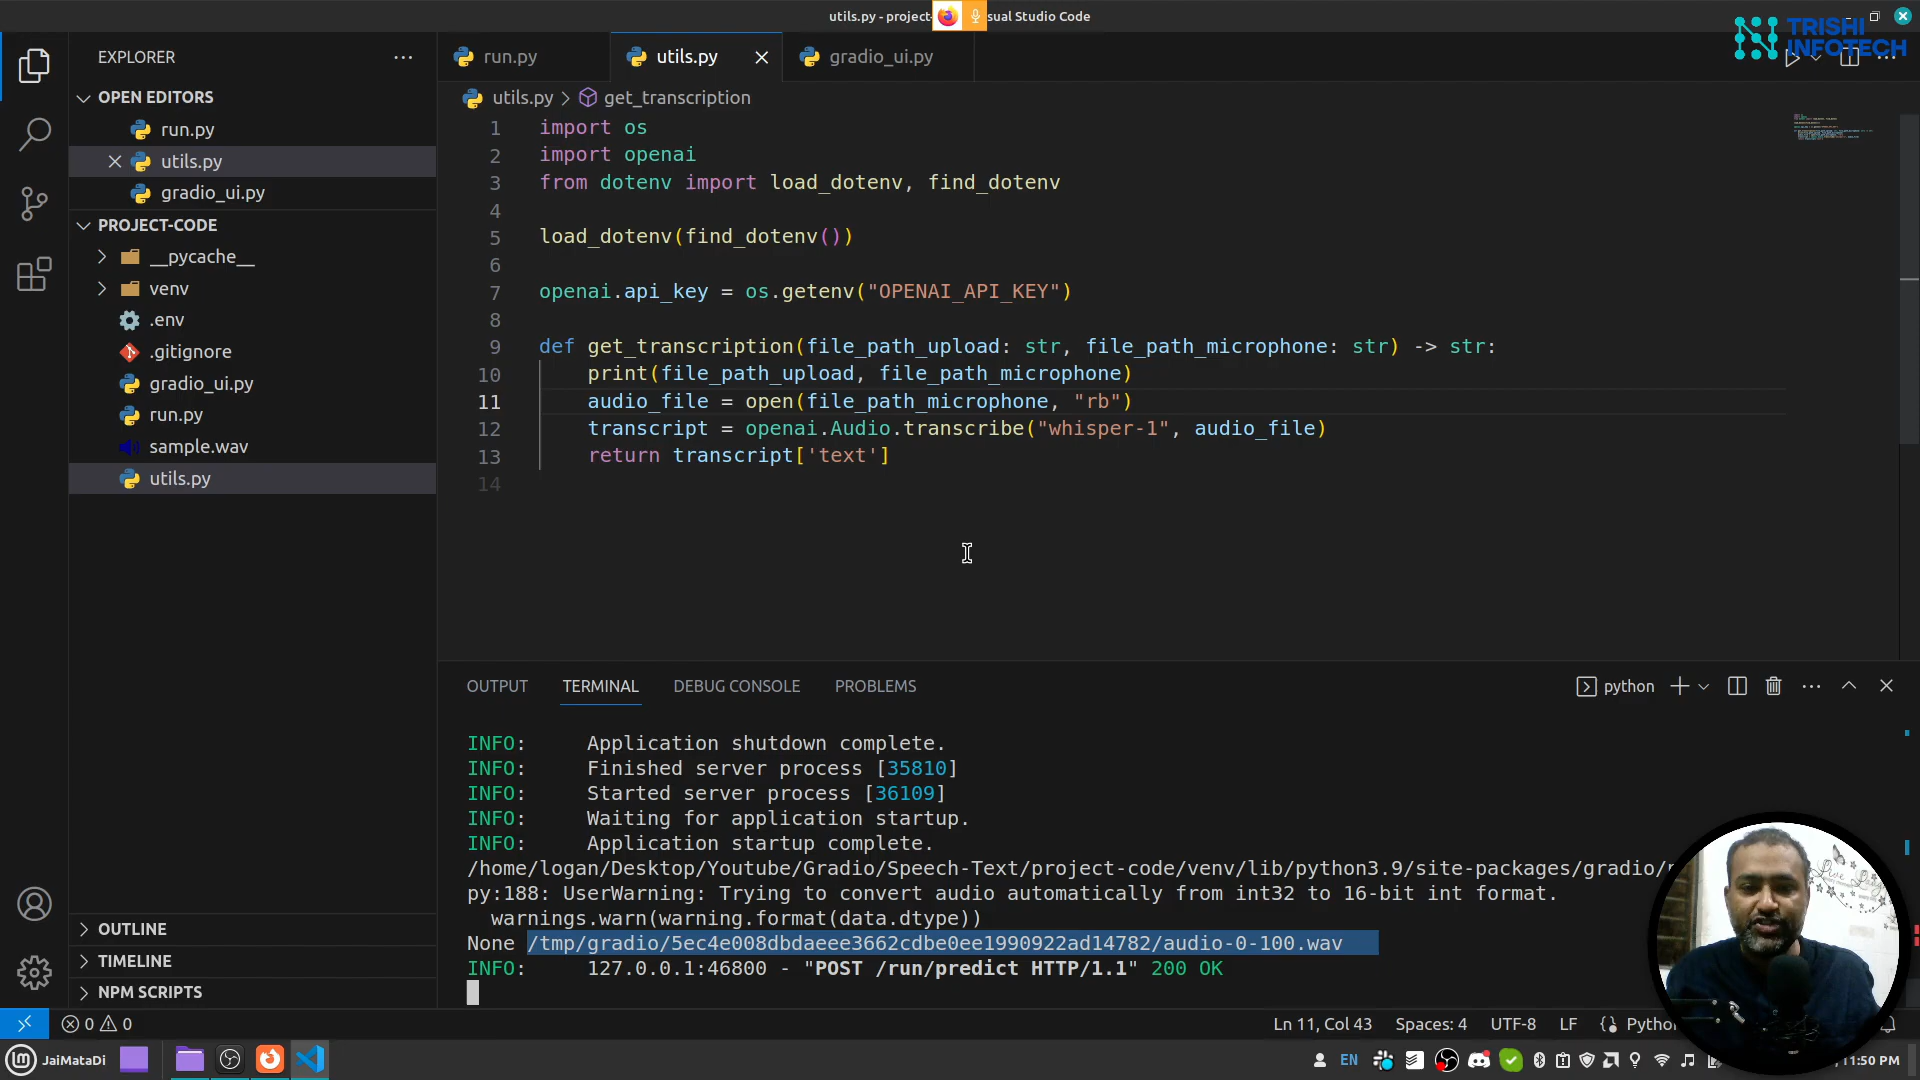 utils.py - project- sual Studio Code
TRISHI
INFOTECH
EXPLORER
run.py
utils.py
gradio_ui.py
OPEN EDITORS
run.py
utils.py
gradio_ui.py
PROJECT-CODE
__pycache__
venv
.env
.gitignore
gradio_ui.py
run.py
sample.wav
utils.py
OUTLINE
TIMELINE
NPM SCRIPTS
utils.py > get_transcription
1 import os
2 import openai
3 from dotenv import load_dotenv, find_dotenv
4
5 load_dotenv(find_dotenv())
6
7 openai.api_key = os.getenv("OPENAI_API_KEY")
8
9 def get_transcription(file_path_upload: str, file_path_microphone: str) -> str:
10 print(file_path_upload, file_path_microphone)
11 audio_file = open(file_path_microphone, "rb")
12 transcript = openai.Audio.transcribe("whisper-1", audio_file)
13 return transcript['text']
14
OUTPUT TERMINAL DEBUG CONSOLE PROBLEMS
python
INFO: Application shutdown complete.
INFO: Finished server process [35810]
INFO: Started server process [36109]
INFO: Waiting for application startup.
INFO: Application startup complete.
/home/logan/Desktop/Youtube/Gradio/Speech-Text/project-code/venv/lib/python3.9/site-packages/gradio/
py:188: UserWarning: Trying to convert audio automatically from int32 to 16-bit int format.
warnings.warn(warning.format(data.dtype))
None /tmp/gradio/5ec4e008dbdaeee3662cdbe0ee1990922ad14782/audio-0-100.wav
INFO: 127.0.0.1:46800 - "POST /run/predict HTTP/1.1" 200 OK
0 0
Ln 11, Col 43 Spaces: 4 UTF-8 LF Python
JaiMataDi
EN
11:50 PM